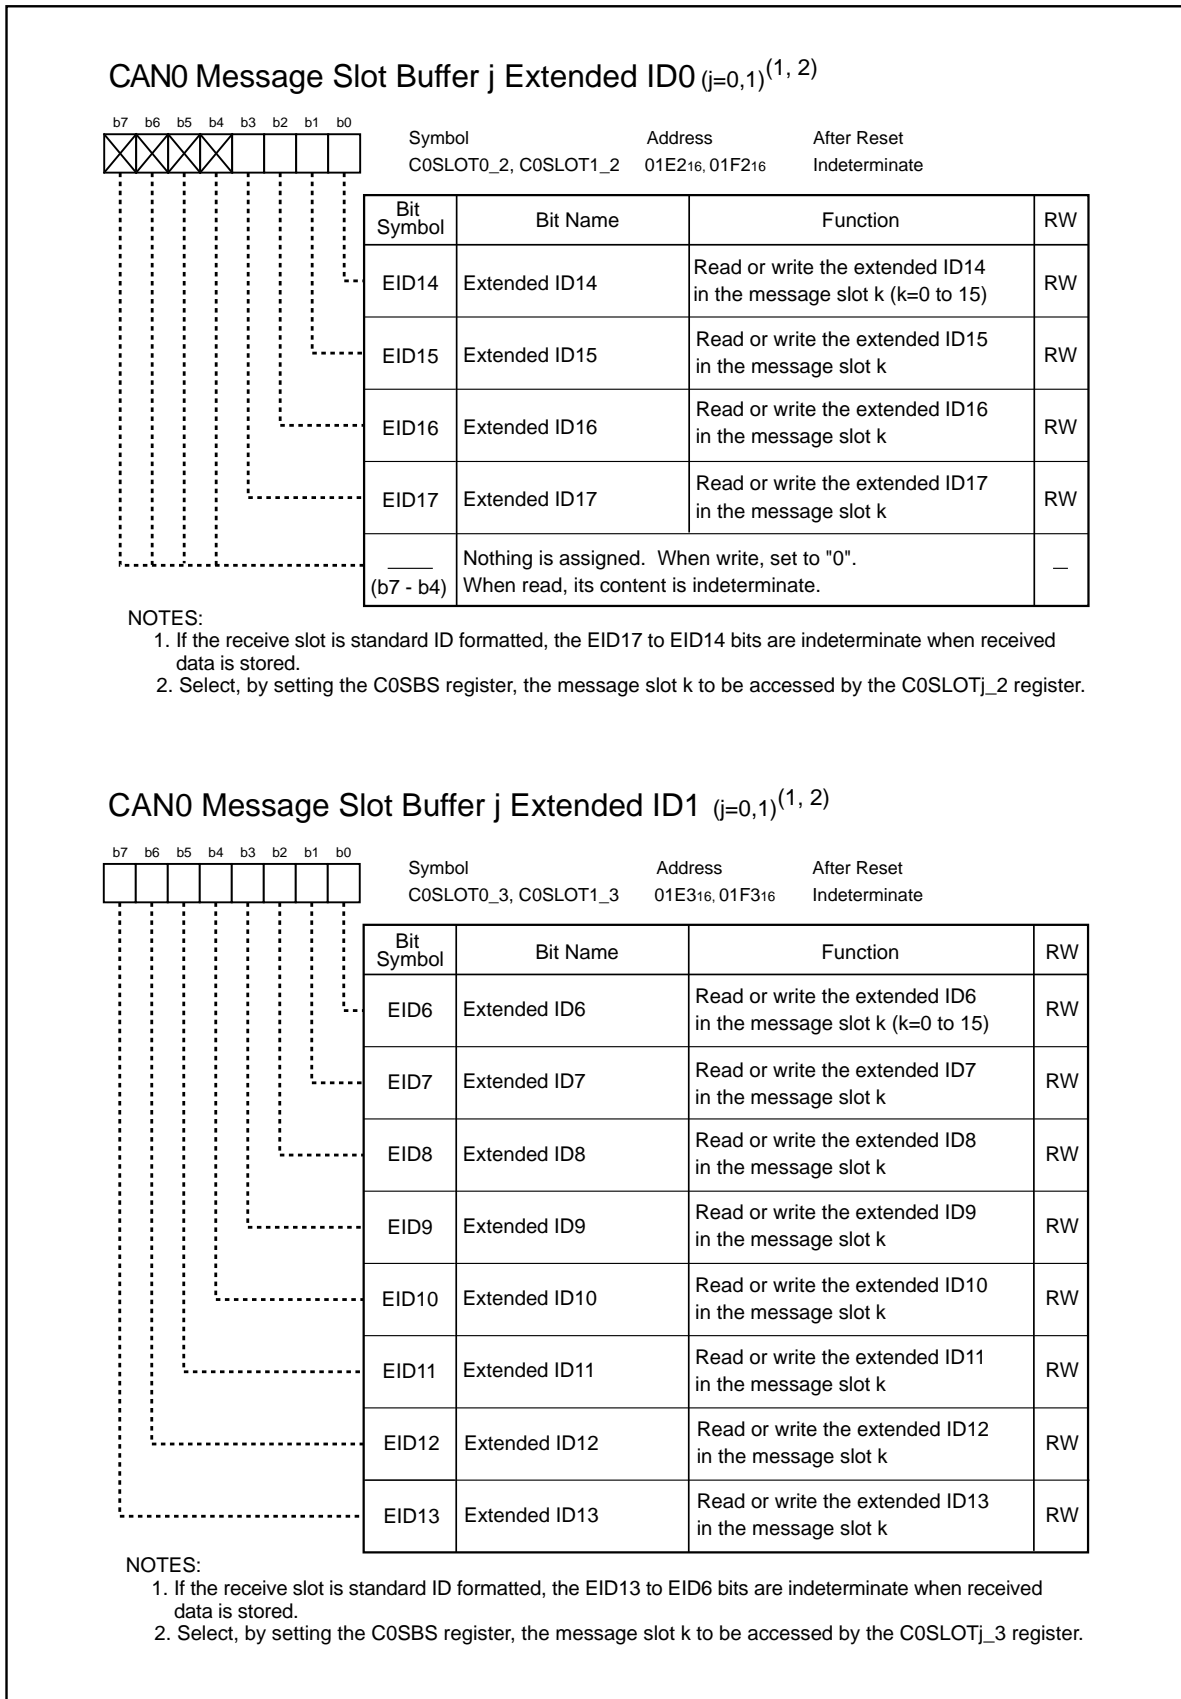 CAN0 Message Slot Buffer j Extended ID0 (j=0,1)(1, 2)
b7 b6 b5 b4 b3 b2 b1 b0
Symbol Address After Reset
C0SLOT0_2, C0SLOT1_2 01E216, 01F216 Indeterminate
Bit Symbol Bit Name Function RW
EID14 Extended ID14 Read or write the extended ID14
in the message slot k (k=0 to 15) RW
EID15 Extended ID15 Read or write the extended ID15
in the message slot k RW
EID16 Extended ID16 Read or write the extended ID16
in the message slot k RW
EID17 Extended ID17 Read or write the extended ID17
in the message slot k RW
Nothing is assigned. When write, set to "0". —
(b7 - b4) When read, its content is indeterminate.
NOTES:
1. If the receive slot is standard ID formatted, the EID17 to EID14 bits are indeterminate when received
data is stored.
2. Select, by setting the C0SBS register, the message slot k to be accessed by the C0SLOTj_2 register.
CAN0 Message Slot Buffer j Extended ID1 (j=0,1)(1, 2)
b7 b6 b5 b4 b3 b2 b1 b0
Symbol Address After Reset
C0SLOT0_3, C0SLOT1_3 01E316, 01F316 Indeterminate
Bit Symbol Bit Name Function RW
EID6 Extended ID6 Read or write the extended ID6
in the message slot k (k=0 to 15) RW
EID7 Extended ID7 Read or write the extended ID7
in the message slot k RW
EID8 Extended ID8 Read or write the extended ID8
in the message slot k RW
EID9 Extended ID9 Read or write the extended ID9
in the message slot k RW
EID10 Extended ID10 Read or write the extended ID10
in the message slot k RW
EID11 Extended ID11 Read or write the extended ID11
in the message slot k RW
EID12 Extended ID12 Read or write the extended ID12
in the message slot k RW
EID13 Extended ID13 Read or write the extended ID13
in the message slot k RW
NOTES:
1. If the receive slot is standard ID formatted, the EID13 to EID6 bits are indeterminate when received
data is stored.
2. Select, by setting the C0SBS register, the message slot k to be accessed by the C0SLOTj_3 register.